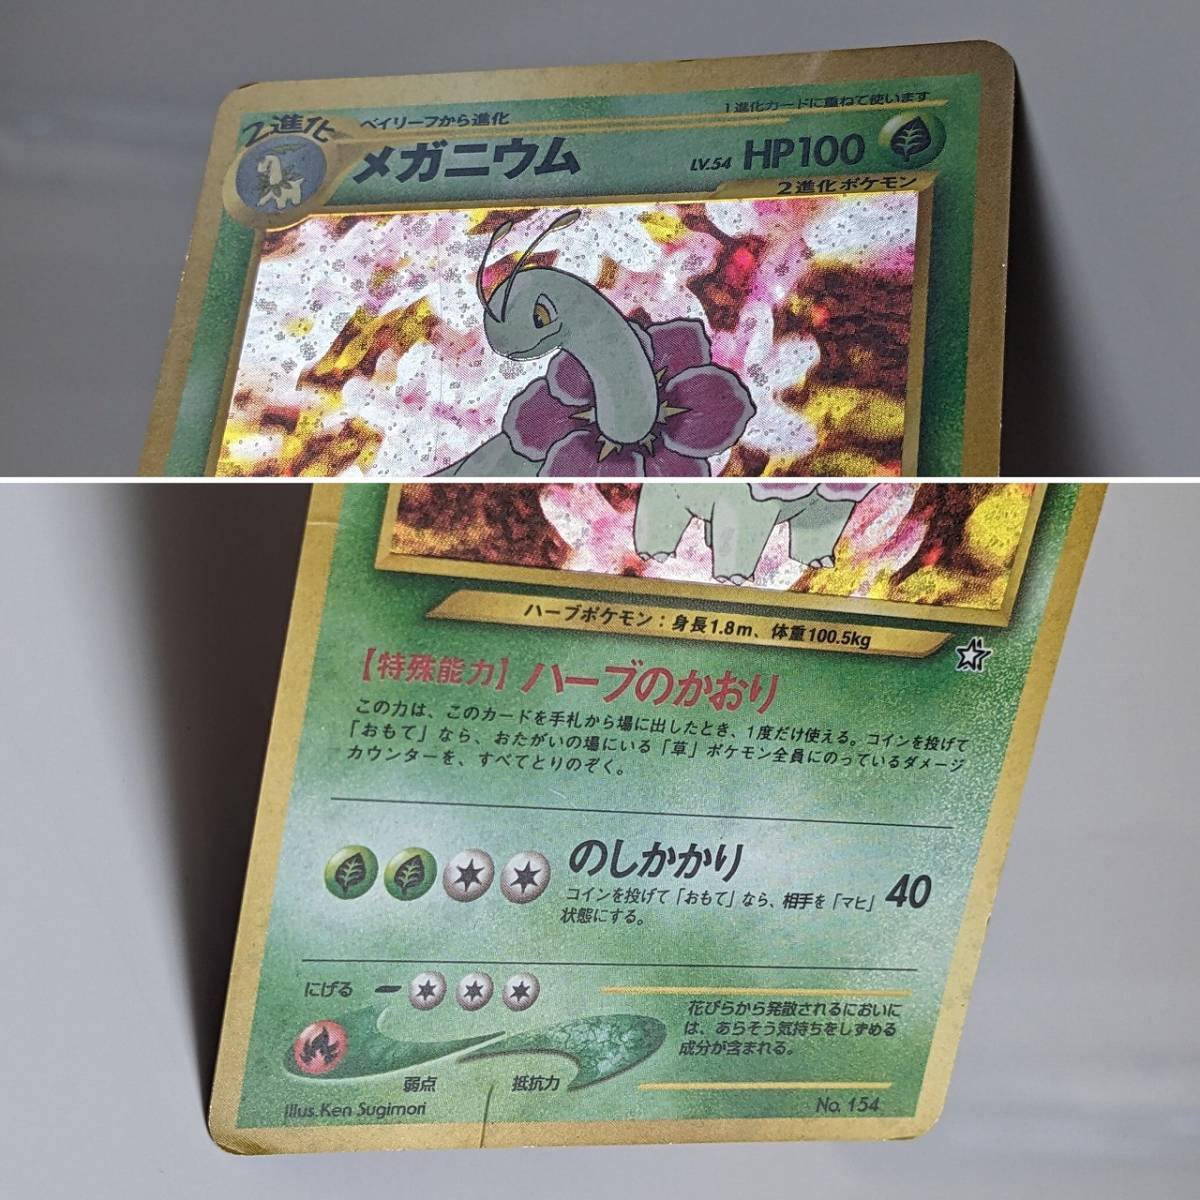 1進化カードに重ねて使います
2進化
ベイリーフから進化
メガニウム
LV.54 HP100
2進化ポケモン
ハーブポケモン：身長1.8m、体重100.5kg
【特殊能力】ハーブのかおり
この力は、このカードを手札から場に出したとき、1度だけ使える。コインを投げて
「おもて」なら、おたがいの場にいる「草」ポケモン全員にのっているダメージ
カウンターを、すべてとりのぞく。
のしかかり
コインを投げて「おもて」なら、相手を「マヒ」
状態にする。
40
にげる
花びらから発散されるにおいに
は、あらそう気持ちをしずめる
成分が含まれる。
弱点
抵抗力
Illus.Ken Sugimori
No. 154